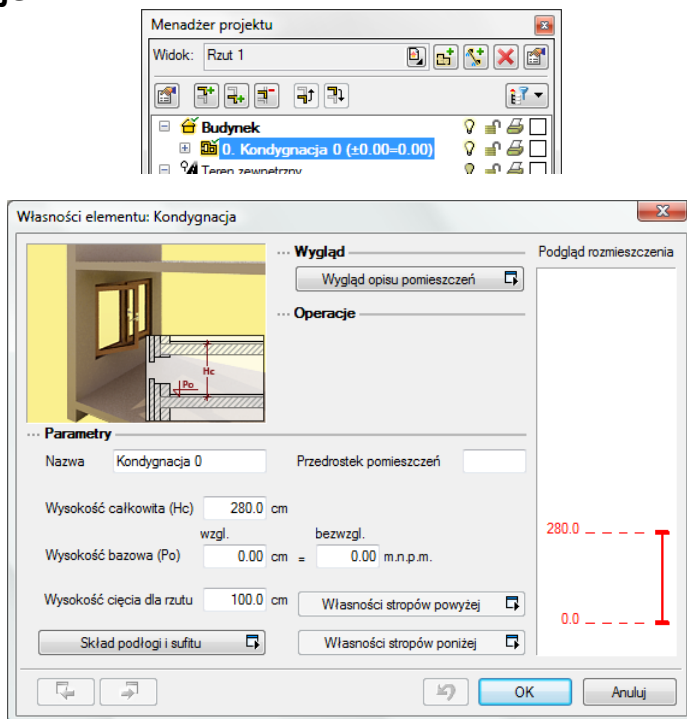 Menadżer projektu
Widok: Rzut 1
Budynek
0. Kondygnacja 0 (±0.00=0.00)
Teren zewnętrzny
Własności elementu: Kondygnacja
Wygląd
Podgląd rozmieszczenia
Wygląd opisu pomieszczeń
Operacje
Hc
Po
Parametry
Nazwa Kondygnacja 0 Przedrostek pomieszczeń
Wysokość całkowita (Hc) 280.0 cm
wzgl. bezwzgl.
280.0
Wysokość bazowa (Po) 0.00 cm = 0.00 m.n.p.m.
Wysokość cięcia dla rzutu 100.0 cm Własności stropów powyżej
0.0
Skład podłogi i sufitu Własności stropów poniżej
OK Anuluj